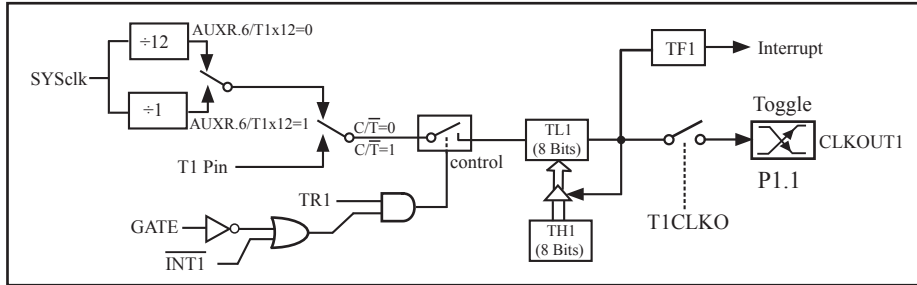 AUXR.6/T1x12=0
÷12
SYSclk
÷1
AUXR.6/T1x12=1
T1 Pin
C/T̅=0
C/T̅=1
control
TR1
GATE
I̅N̅T̅1̅
TL1
(8 Bits)
TH1
(8 Bits)
TF1
Interrupt
Toggle
CLKOUT1
P1.1
T1CLKO